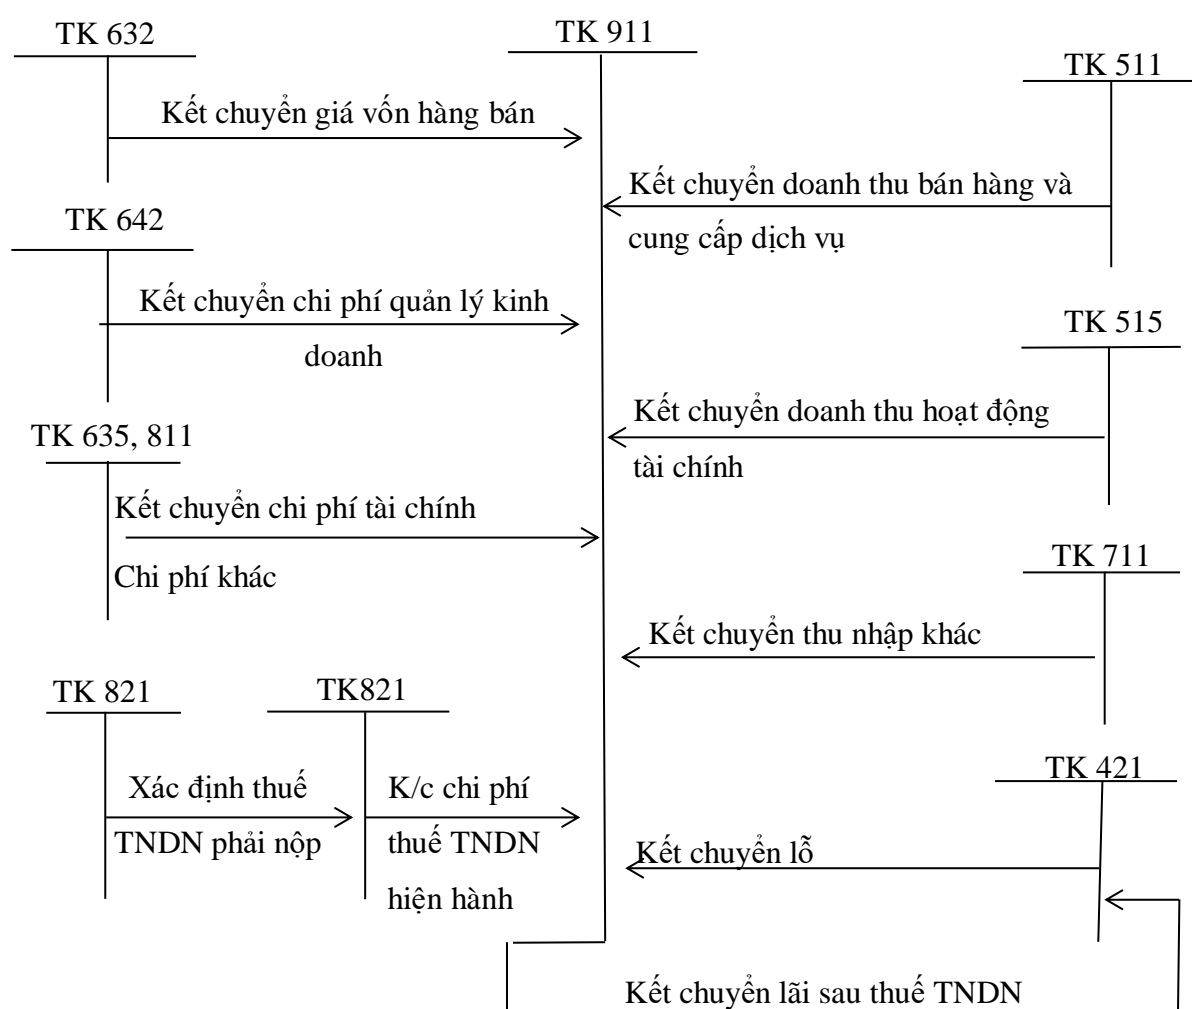 TK 632
TK 911
TK 511
Kết chuyển giá vốn hàng bán
Kết chuyển doanh thu bán hàng và
cung cấp dịch vụ
TK 642
Kết chuyển chi phí quản lý kinh
doanh
TK 515
Kết chuyển doanh thu hoạt động
tài chính
TK 635, 811
Kết chuyển chi phí tài chính
Chi phí khác
TK 711
Kết chuyển thu nhập khác
TK 821
TK821
Xác định thuế
TNDN phải nộp
K/c chi phí
thuế TNDN
hiện hành
TK 421
Kết chuyển lỗ
Kết chuyển lãi sau thuế TNDN